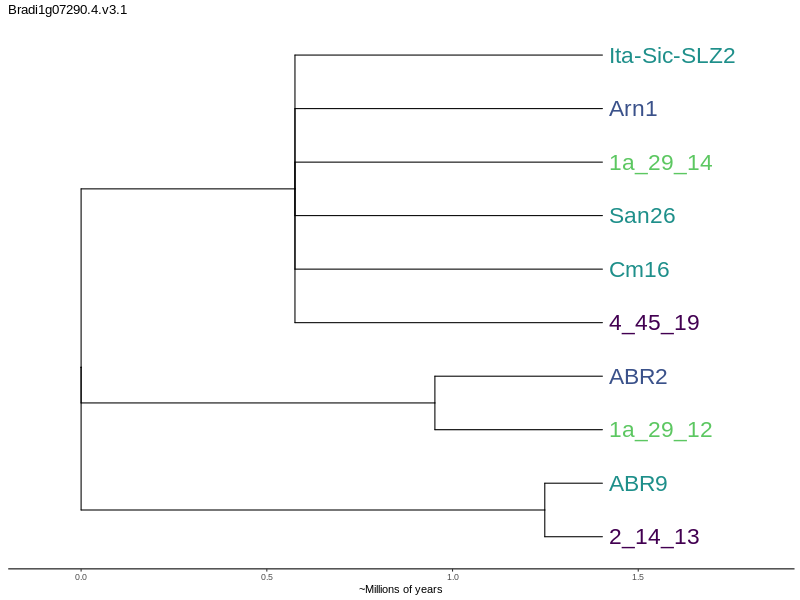 Bradi1g07290.4.v3.1
Ita-Sic-SLZ2
Arn1
1a_29_14
San26
Cm16
4_45_19
ABR2
1a_29_12
ABR9
2_14_13
0.0 0.5 1.0 1.5
~Millions of years